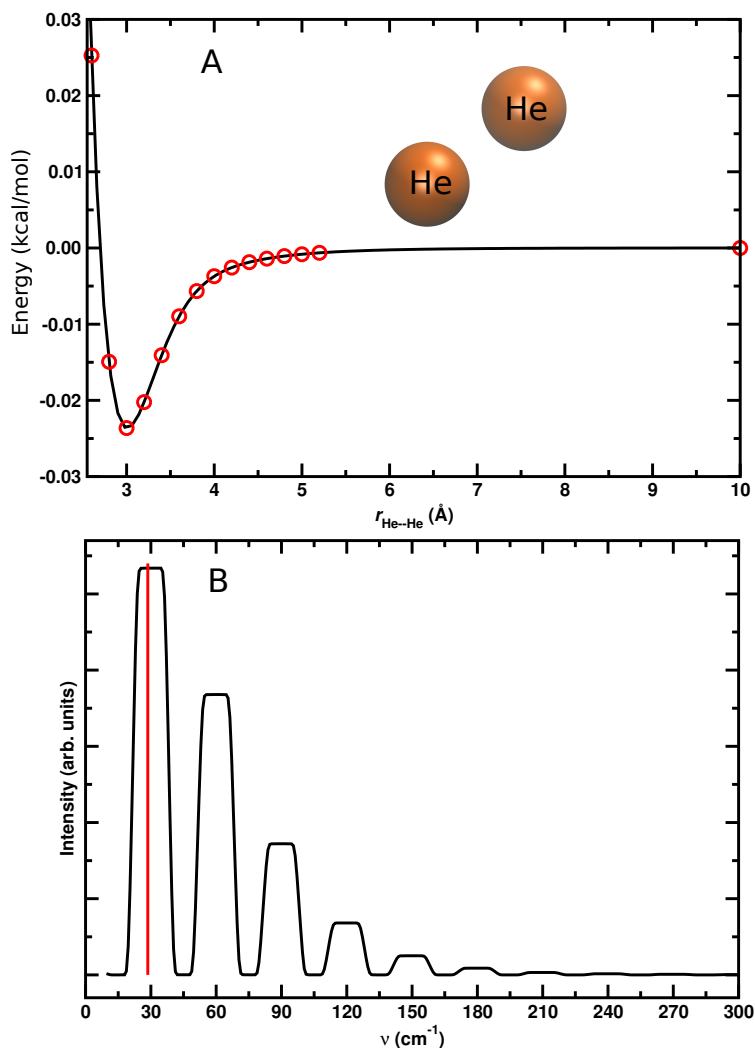 A
He
He
0.03
0.02
0.01
0.00
-0.01
-0.02
-0.03
Energy (kcal/mol)
3 4 5 6 7 8 9 10
rHe--He (Å)
B
Intensity (arb. units)
0 30 60 90 120 150 180 210 240 270 300
ν (cm-1)